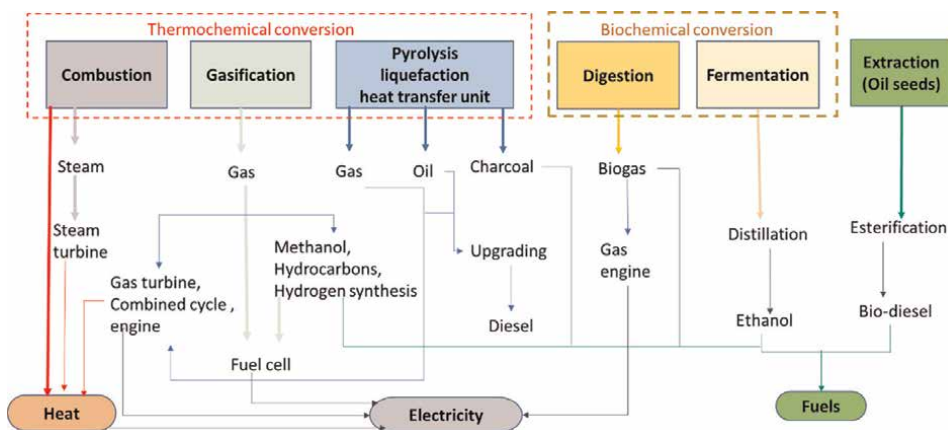 Thermochemical conversion
Biochemical conversion
Combustion
Gasification
Pyrolysis
liquefaction
heat transfer unit
Digestion
Fermentation
Extraction
(Oil seeds)
Steam
Gas
Gas
Oil
Charcoal
Biogas
Steam
turbine
Methanol,
Hydrocarbons,
Hydrogen synthesis
Upgrading
Gas
engine
Distillation
Esterification
Gas turbine,
Combined cycle ,
engine
Diesel
Ethanol
Bio-diesel
Fuel cell
Heat
Electricity
Fuels